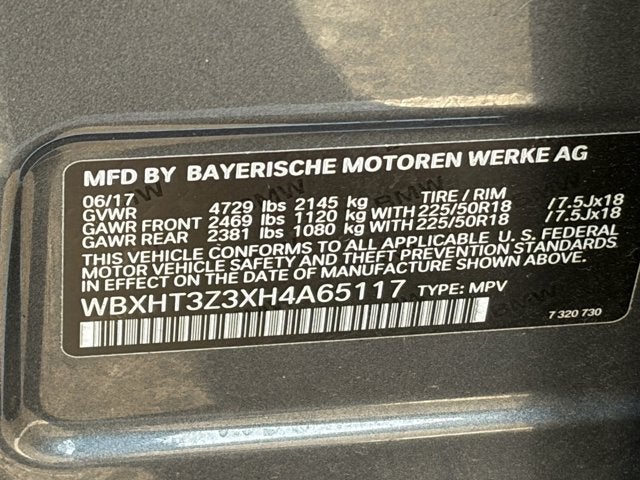 MFD BY BAYERISCHE MOTOREN WERKE AG
06/17 TIRE / RIM
GVWR 4729 lbs 2145 kg
GAWR FRONT 2469 lbs 1120 kg WITH 225/50R18 /7.5Jx18
GAWR REAR 2381 lbs 1080 kg WITH 225/50R18 /7.5Jx18
THIS VEHICLE CONFORMS TO ALL APPLICABLE U. S. FEDERAL
MOTOR VEHICLE SAFETY AND THEFT PREVENTION STANDARDS
IN EFFECT ON THE DATE OF MANUFACTURE SHOWN ABOVE.
WBXHT3Z3XH4A65117 TYPE: MPV
7 320 730